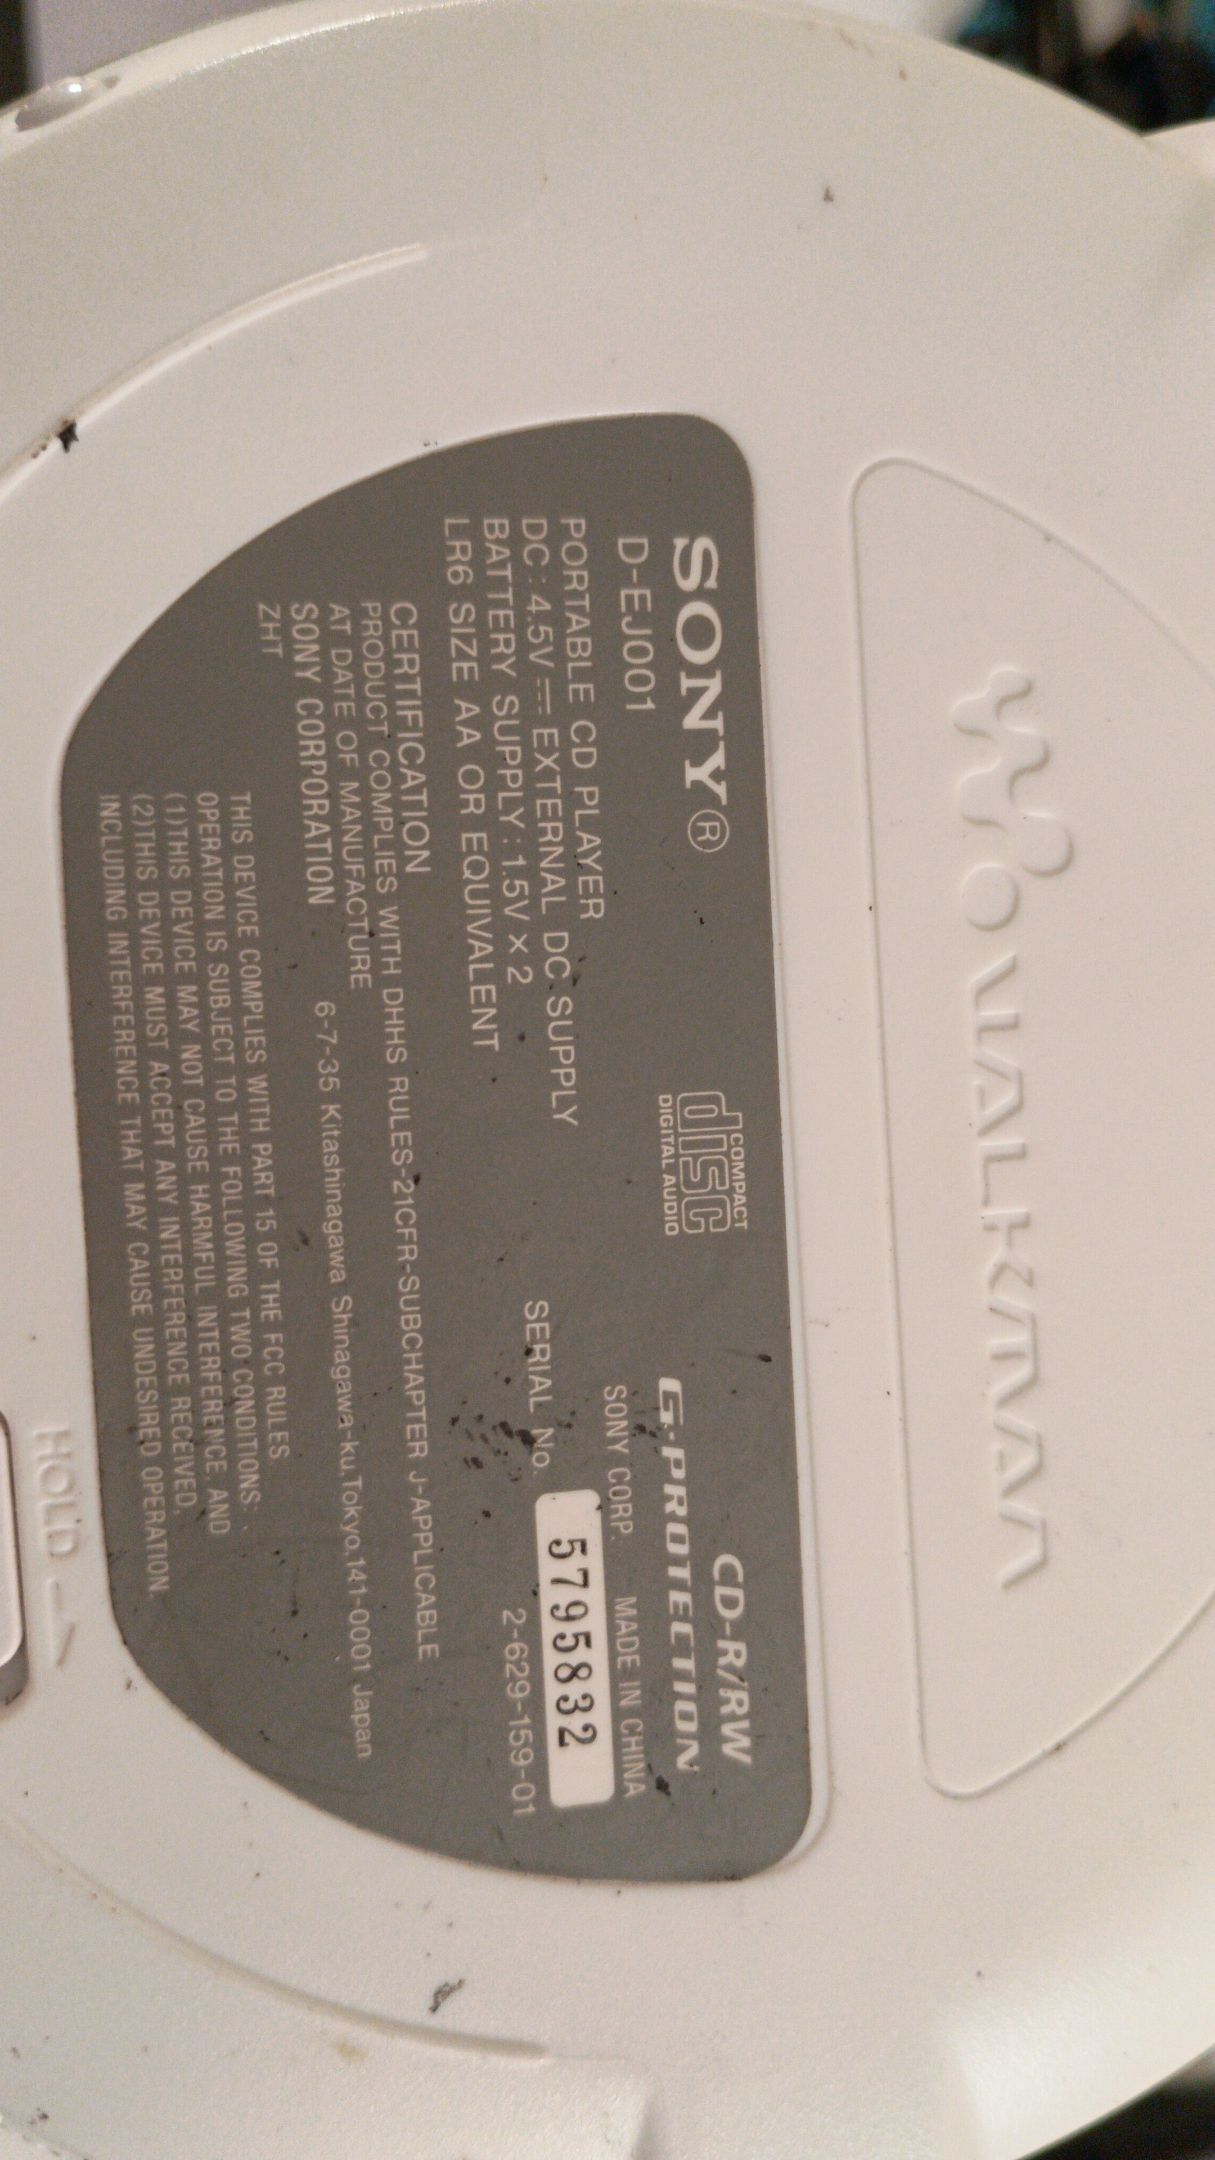 WALKMAN
SONY®
D-EJ001
COMPACT
disc
DIGITAL AUDIO
CD-R/RW
G-PROTECTION
PORTABLE CD PLAYER
DC : 4.5V ⎓ EXTERNAL DC SUPPLY
BATTERY SUPPLY : 1.5V × 2
LR6 SIZE AA OR EQUIVALENT
SONY CORP. MADE IN CHINA
SERIAL No. 5795832
2-629-159-01
CERTIFICATION
PRODUCT COMPLIES WITH DHHS RULES-21CFR-SUBCHAPTER J-APPLICABLE
AT DATE OF MANUFACTURE
SONY CORPORATION 6-7-35 Kitashinagawa Shinagawa-ku,Tokyo,141-0001 Japan
ZHT
THIS DEVICE COMPLIES WITH PART 15 OF THE FCC RULES
OPERATION IS SUBJECT TO THE FOLLOWING TWO CONDITIONS:
(1)THIS DEVICE MAY NOT CAUSE HARMFUL INTERFERENCE, AND
(2)THIS DEVICE MUST ACCEPT ANY INTERFERENCE RECEIVED,
INCLUDING INTERFERENCE THAT MAY CAUSE UNDESIRED OPERATION.
HOLD